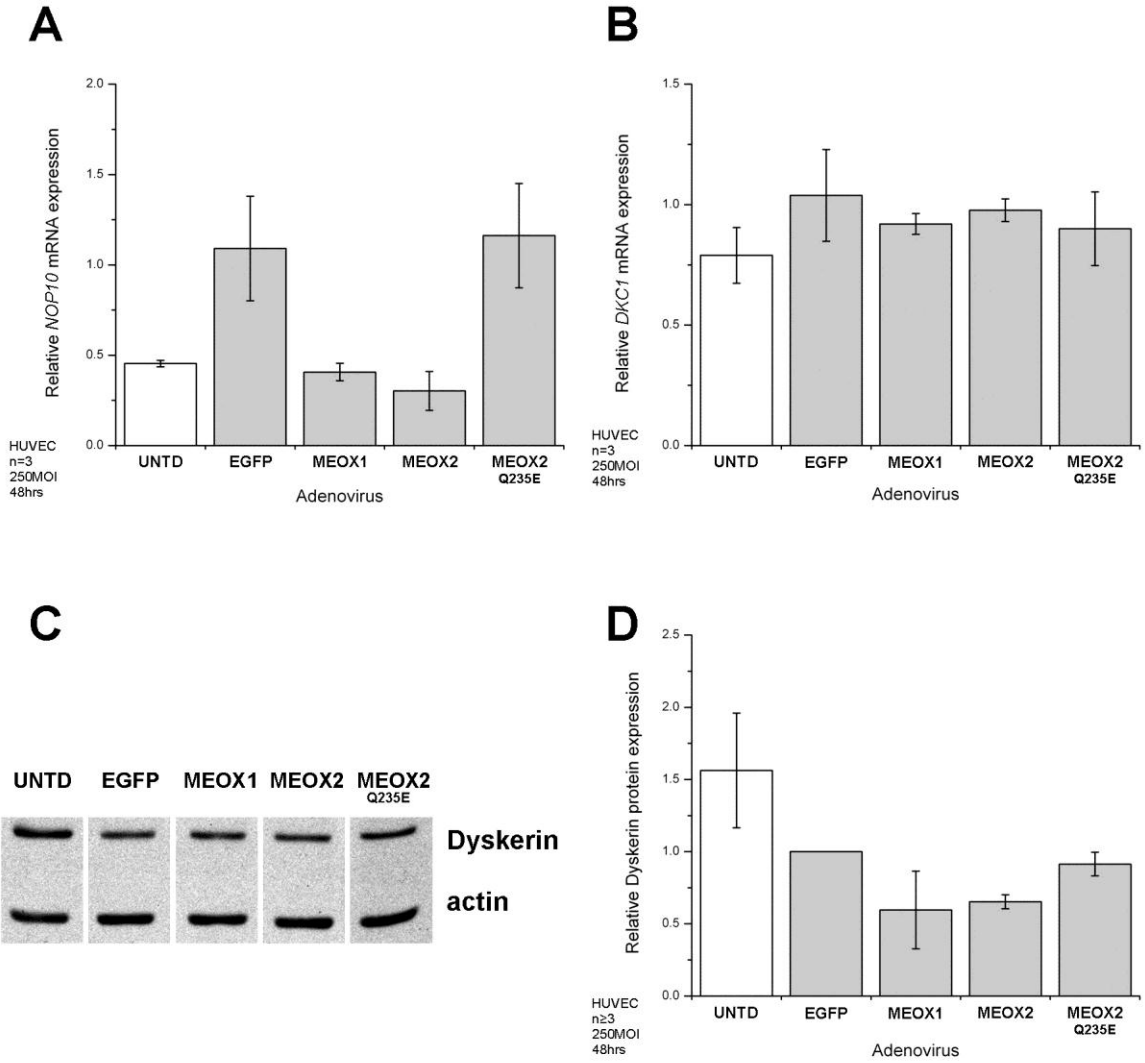 A
Relative NOP10 mRNA expression
2.0
1.5
1.0
0.5
0.0
UNTD EGFP MEOX1 MEOX2 MEOX2
Q235E
Adenovirus
HUVEC
n=3
250MOI
48hrs
B
Relative DKC1 mRNA expression
1.5
1.0
0.5
0.0
UNTD EGFP MEOX1 MEOX2 MEOX2
Q235E
Adenovirus
HUVEC
n=3
250MOI
48hrs
C
UNTD EGFP MEOX1 MEOX2 MEOX2
Q235E
Dyskerin
actin
D
Relative Dyskerin protein expression
2.5
2.0
1.5
1.0
0.5
0.0
UNTD EGFP MEOX1 MEOX2 MEOX2
Q235E
Adenovirus
HUVEC
n≥3
250MOI
48hrs